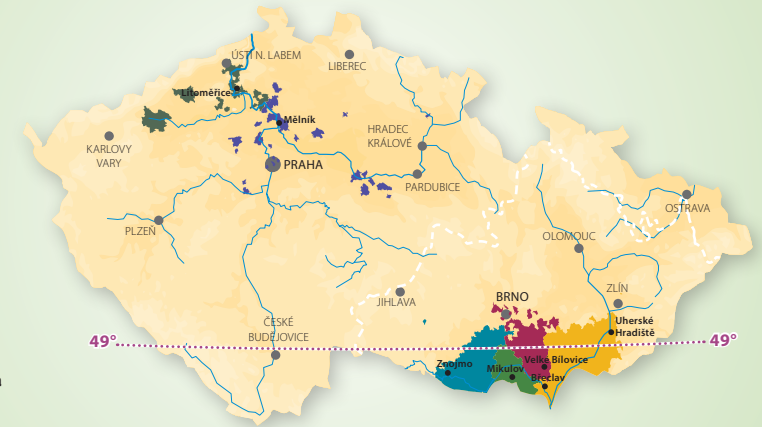 ÚSTÍ N. LABEM
LIBEREC
Litoměřice
Mělník
KARLOVY
VARY
HRADEC
KRÁLOVÉ
PRAHA
PARDUBICE
OSTRAVA
PLZEŇ
OLOMOUC
ZLÍN
JIHLAVA
BRNO
ČESKÉ
BUDEJOVICE
Uherské
Hradiště
49°
49°
Znojmo
Mikulov
Velké Bílovice
Břeclav